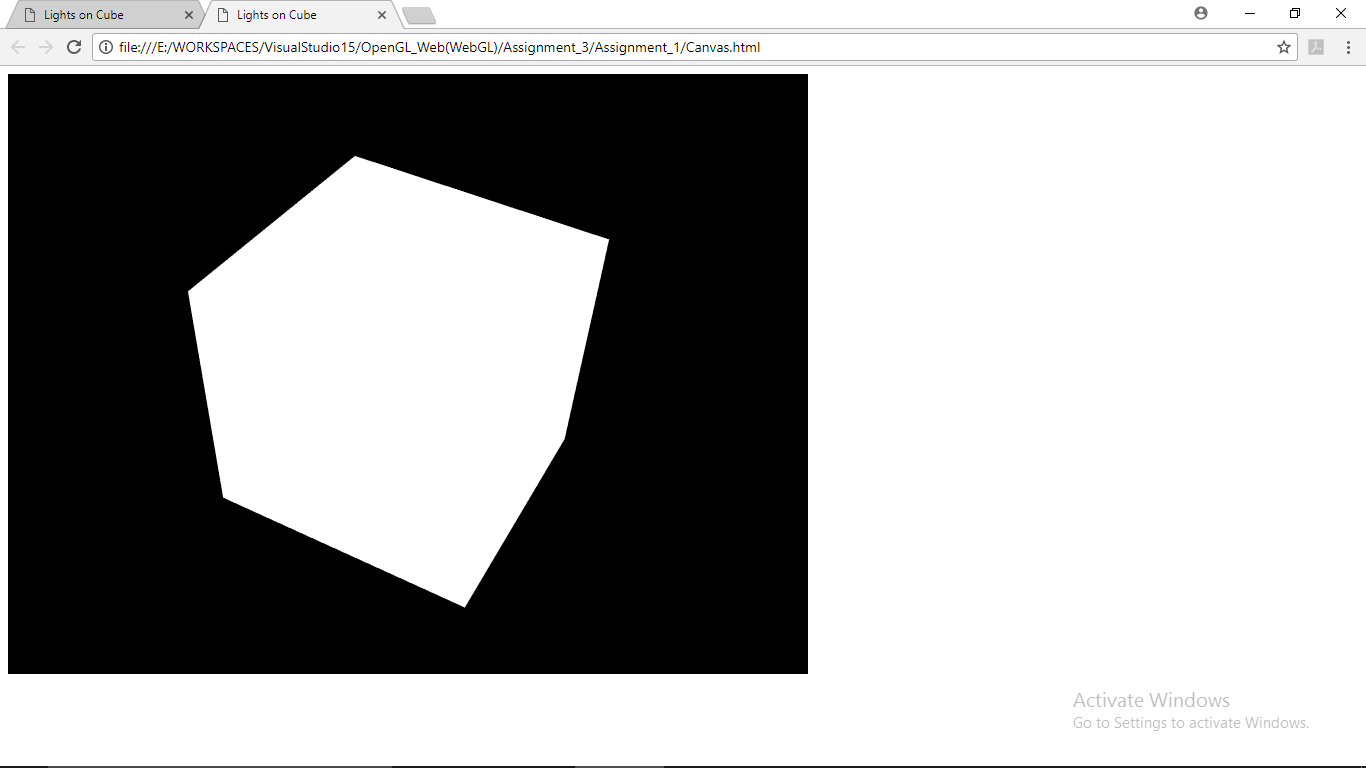 Lights on Cube
Lights on Cube
file:///E:/WORKSPACES/VisualStudio15/OpenGL_Web(WebGL)/Assignment_3/Assignment_1/Canvas.html
Activate Windows
Go to Settings to activate Windows.